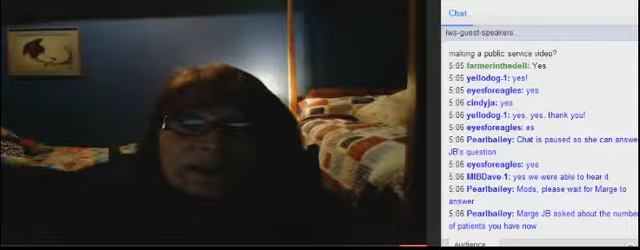 Chat
iws-guest-speakers
making a public service video?
5:05 farmerinthedell: Yes
5:05 yellodog-1: yes!
5:05 eyesforeagles: yes
5:06 cindyja: yes
5:06 yellodog-1: yes. yes. thank you!
5:06 eyesforeagles: es
5:06 Pearlbailey: Chat is paused so she can answe
JB's question
5:06 eyesforeagles: yes
5:06 MIBDave-1: yes we were able to hear it
5:06 Pearlbailey: Mods, please wait for Marge to
answer
5:06 Pearlbailey: Marge JB asked about the numbe
of patients you have now
Audience